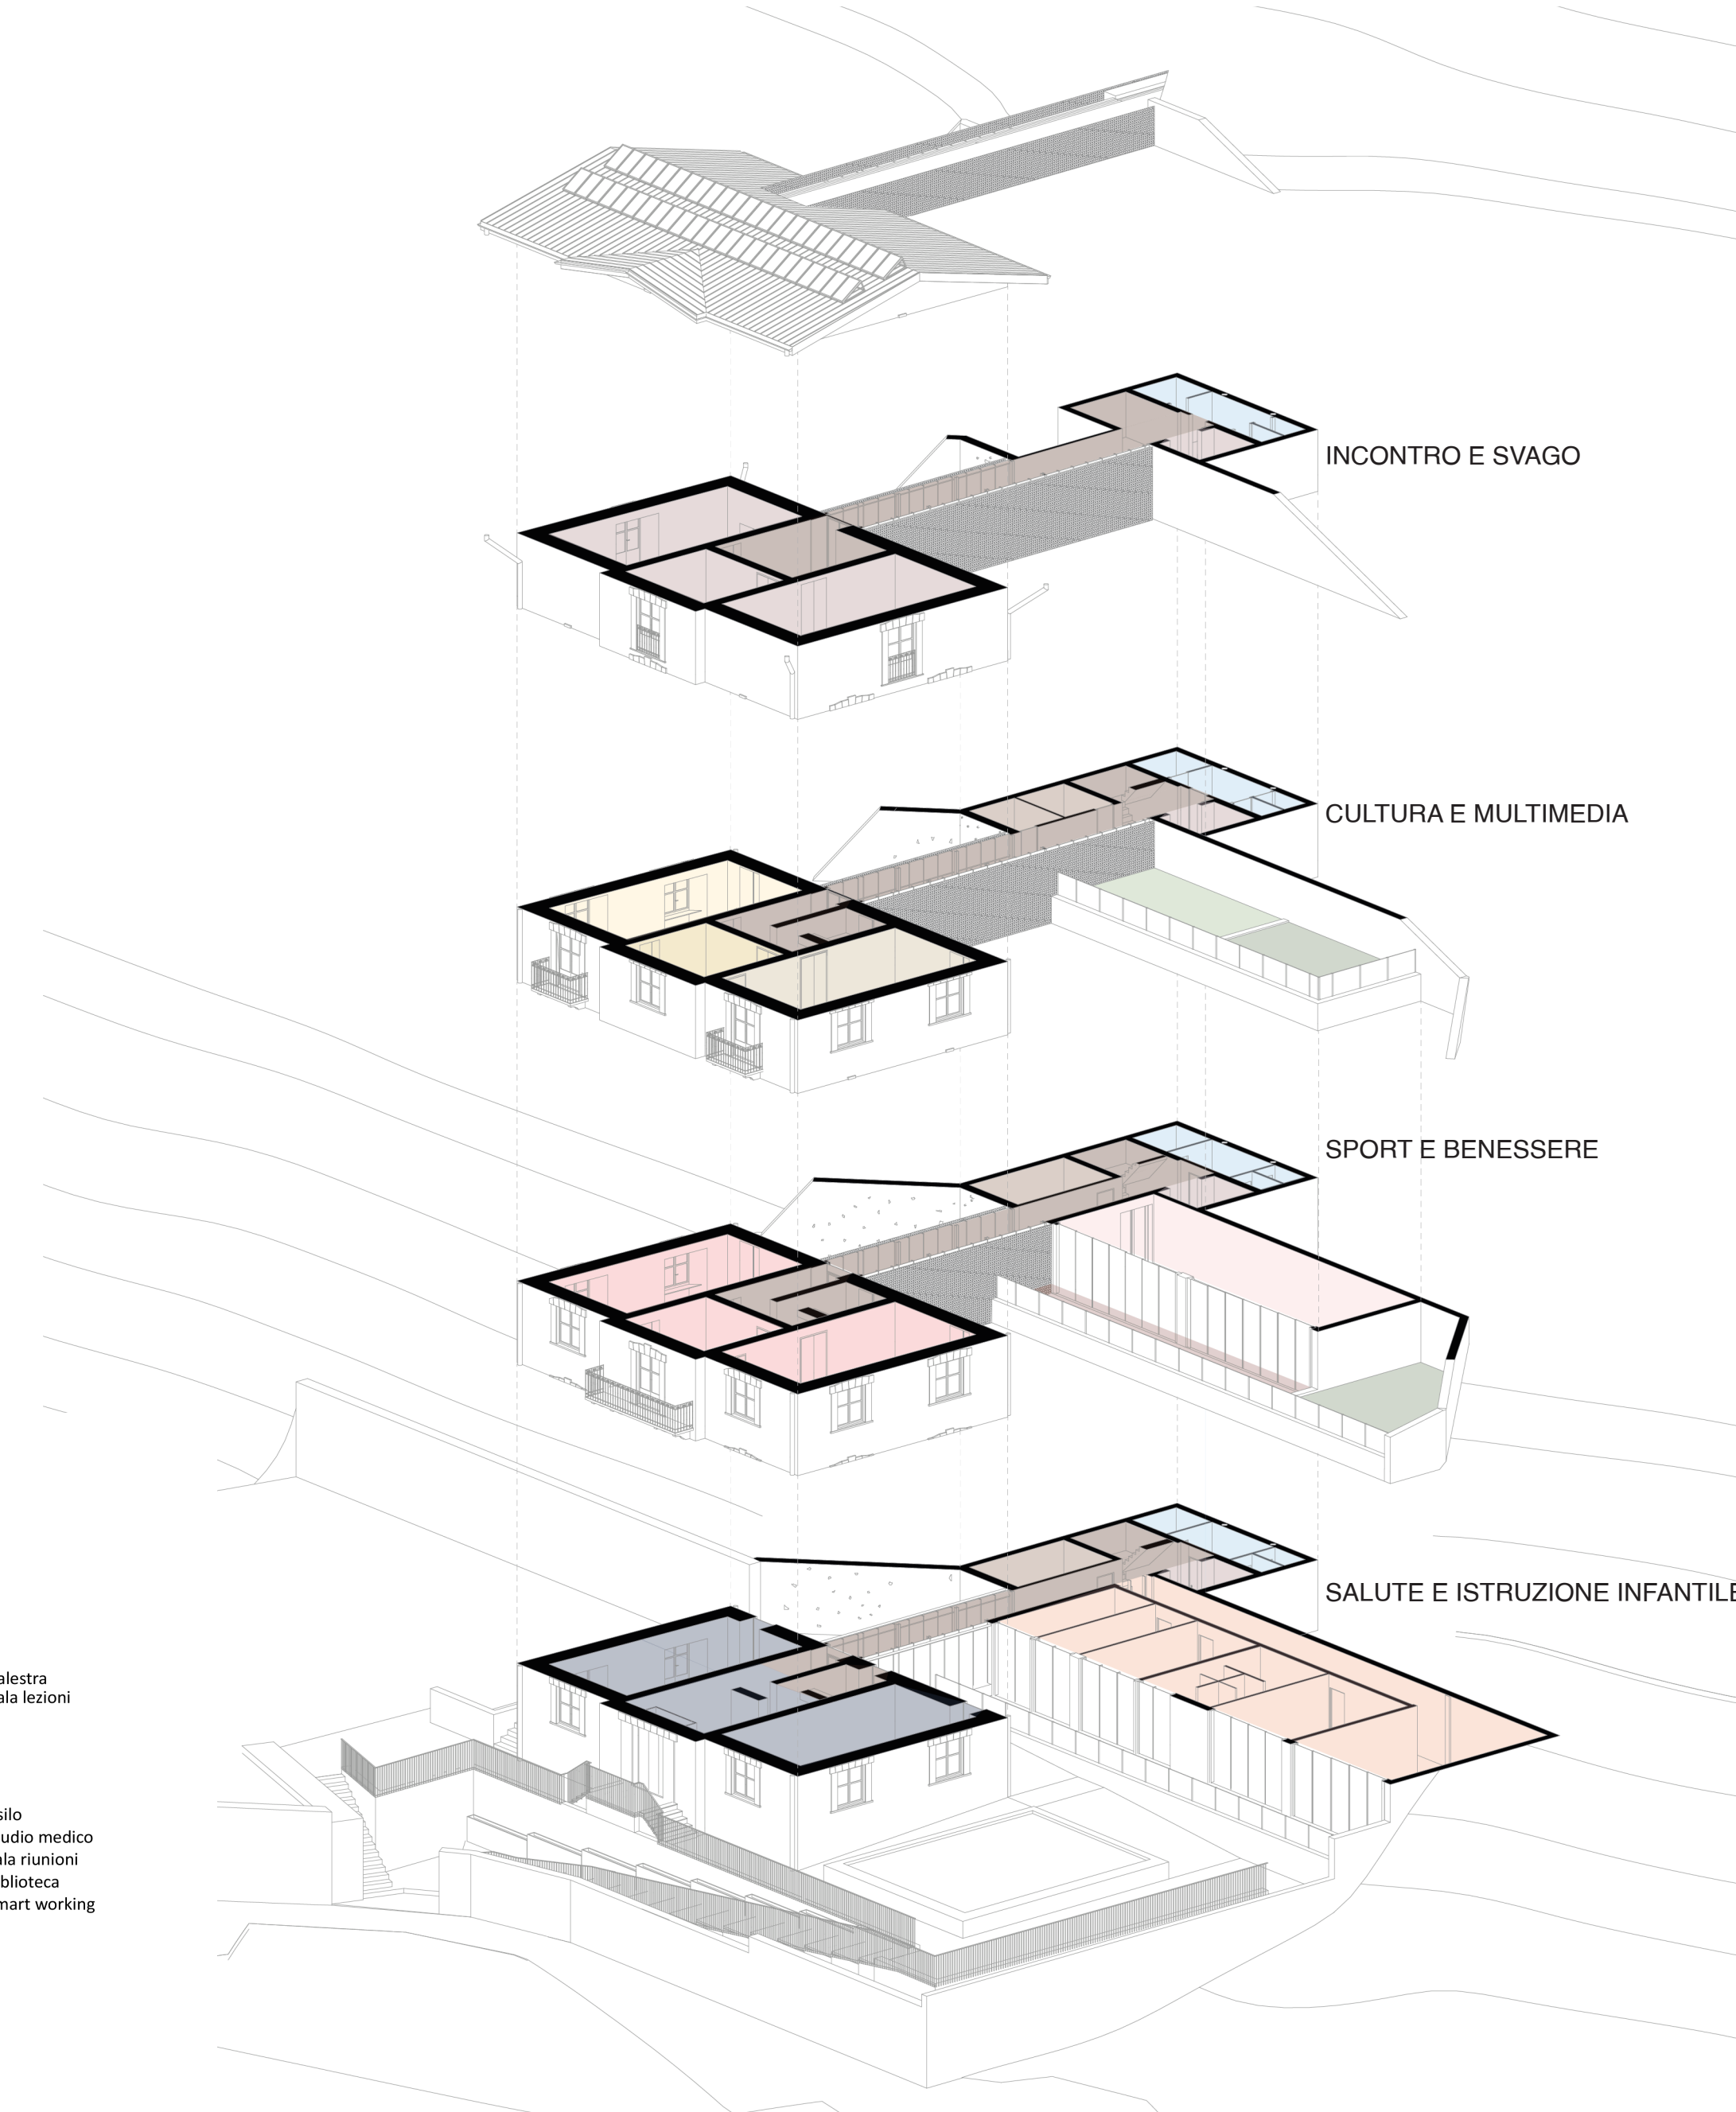 INCONTRO E SVAGO
CULTURA E MULTIMEDIA
SPORT E BENESSERE
SALUTE E ISTRUZIONE INFANTILE
alestra
ala lezioni
silo
udio medico
ala riunioni
blioteca
mart working